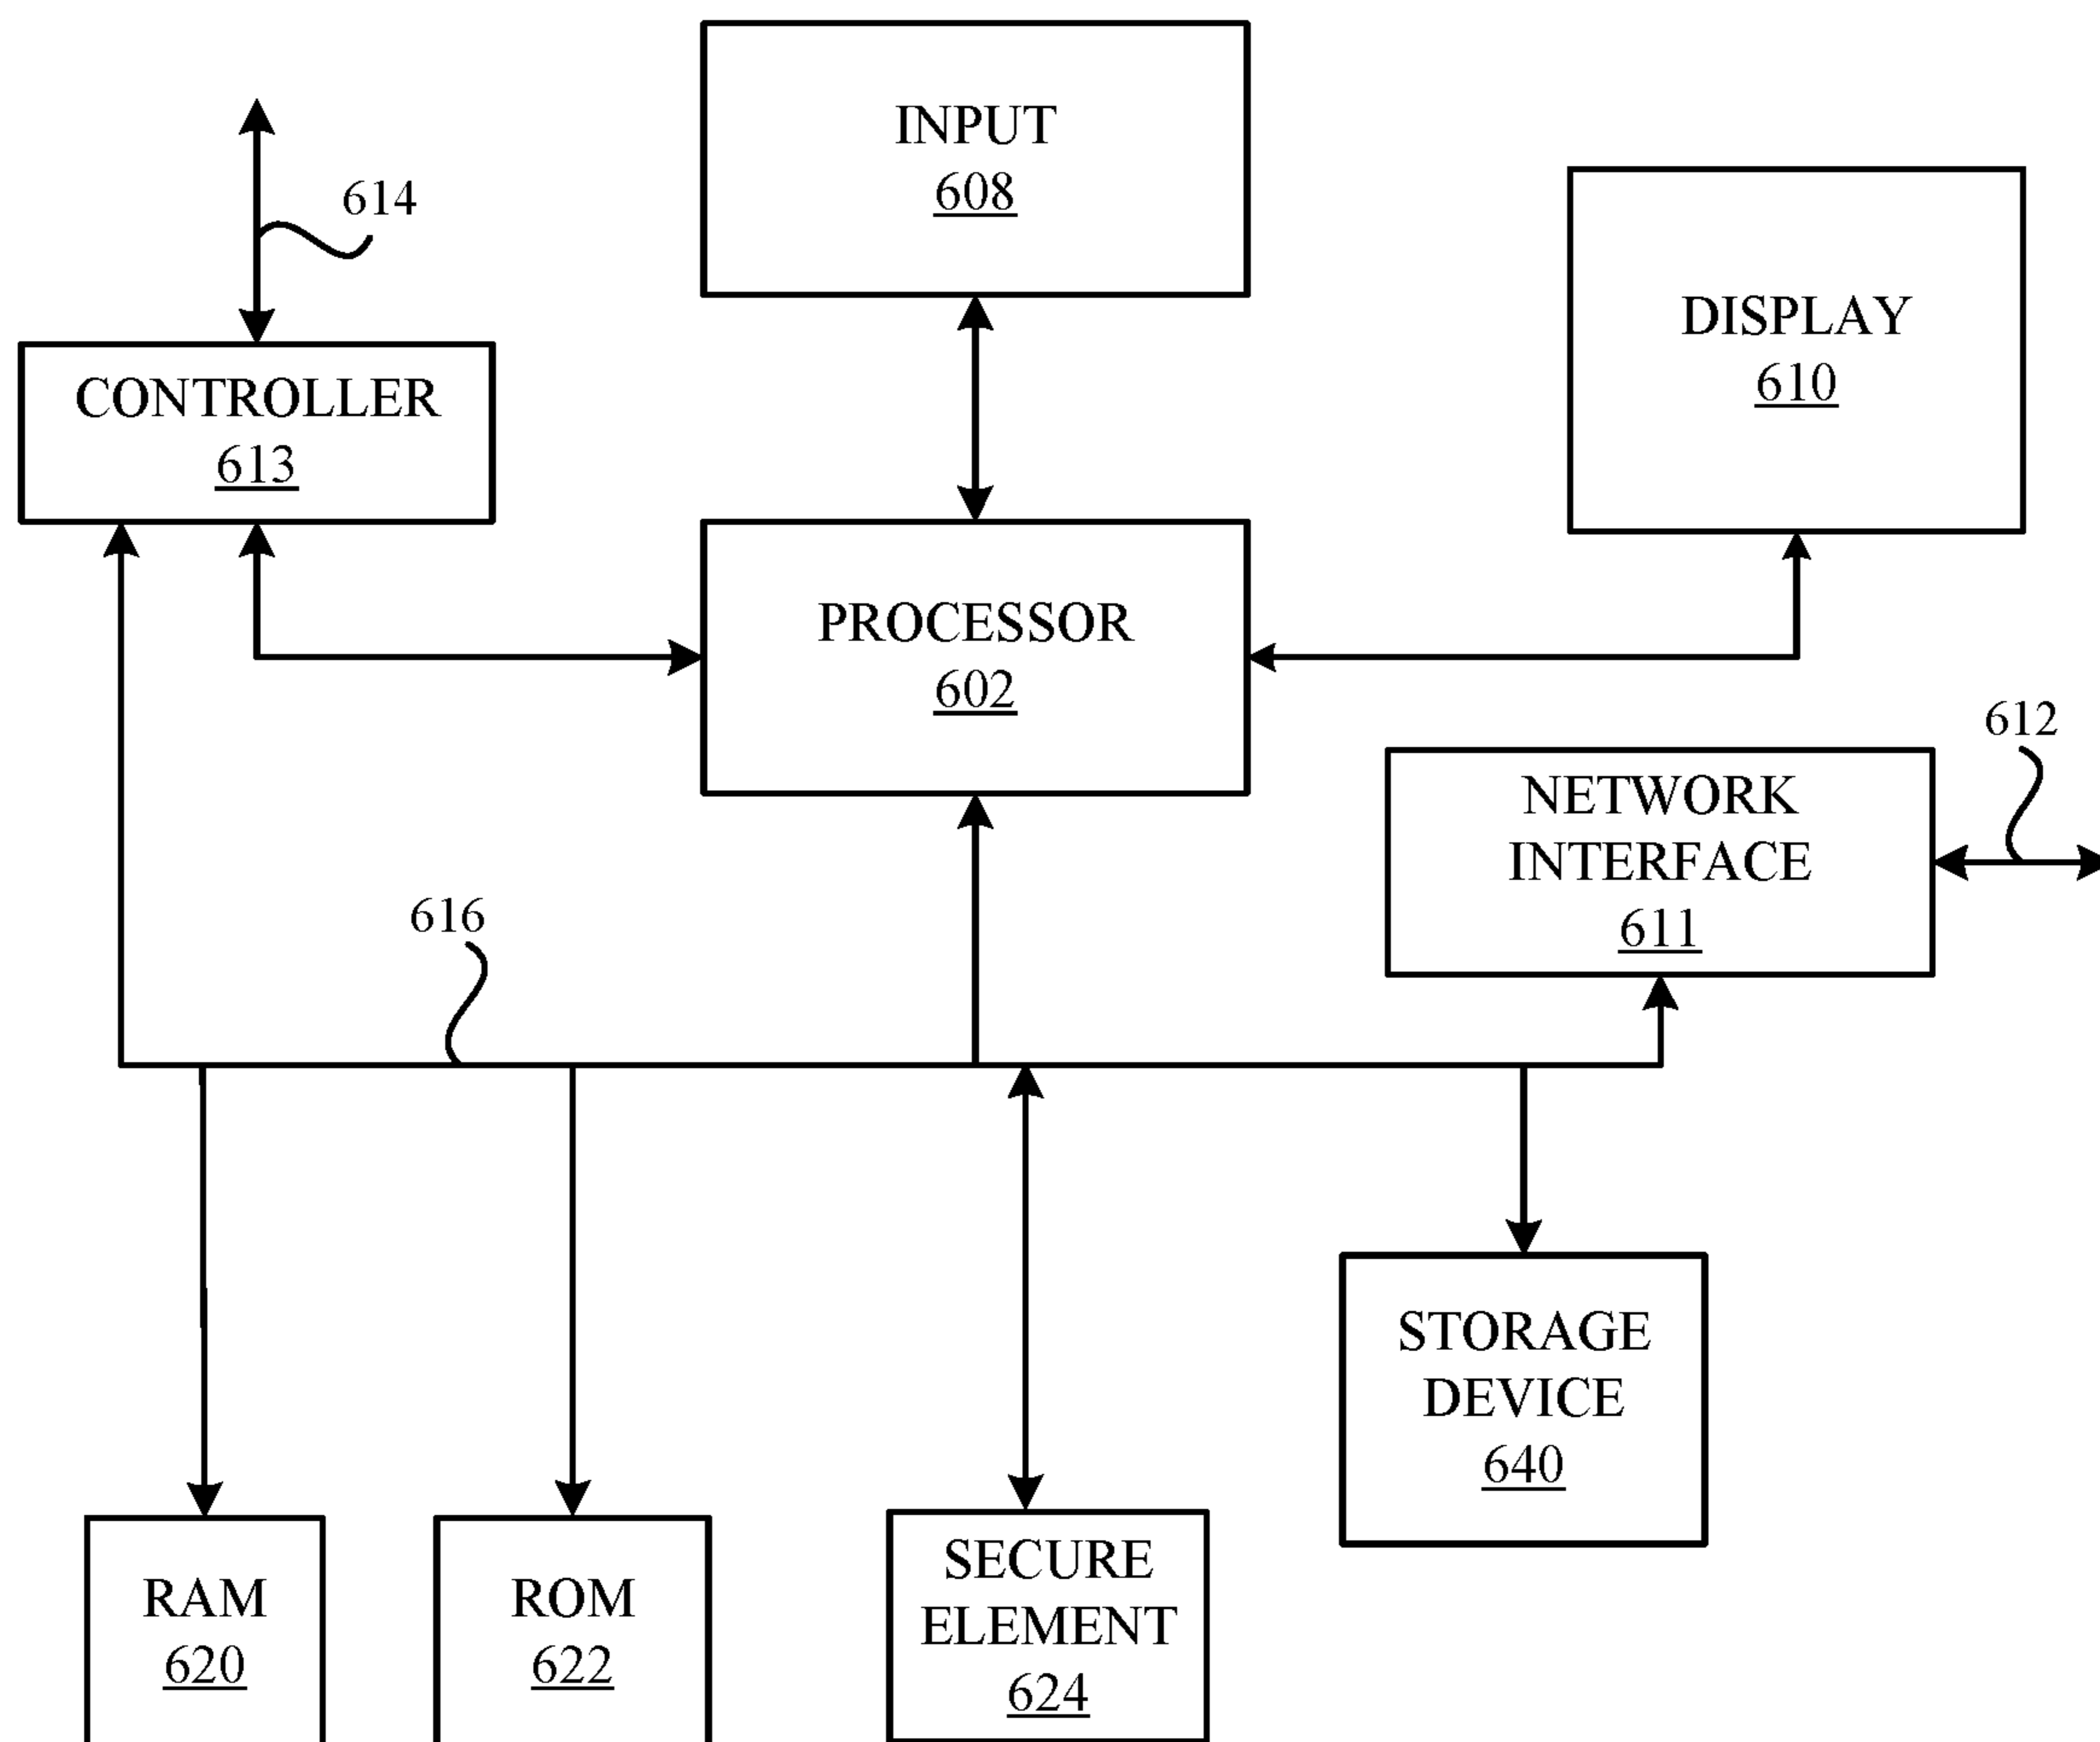 INPUT
608
614
DISPLAY
610
CONTROLLER
613
PROCESSOR
602
612
NETWORK
INTERFACE
611
616
STORAGE
DEVICE
640
RAM
620
ROM
622
SECURE
ELEMENT
624